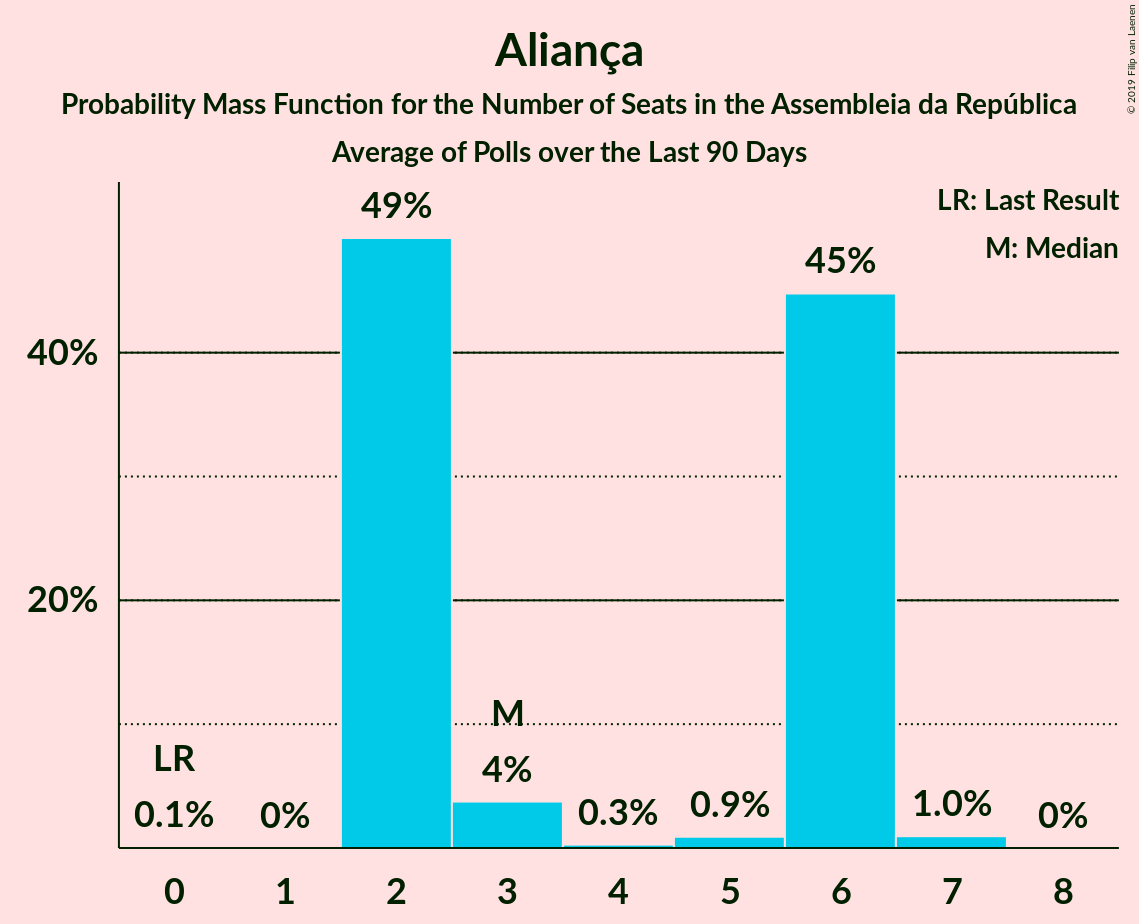 Aliança
Probability Mass Function for the Number of Seats in the Assembleia da República
Average of Polls over the Last 90 Days
© 2019 Filip van Laenen
LR: Last Result
M: Median
49%
45%
40%
20%
M
LR
4%
0.1%
0%
0.3%
0.9%
1.0%
0%
0 1 2 3 4 5 6 7 8